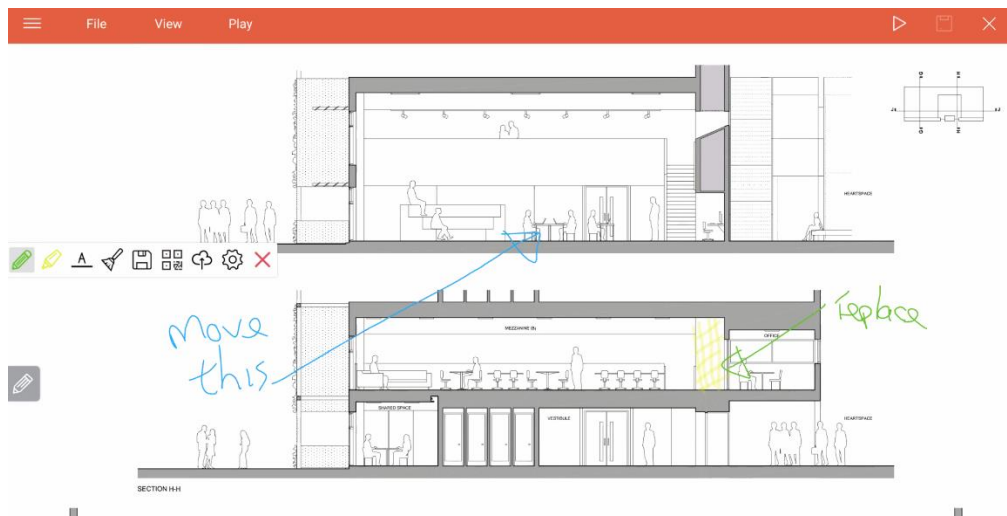 File View Play
HEARTSPACE
A
Move
this
replace
MEZZANINE
OFFICE
SHARED SPACE
VESTIBULE
HEARTSPACE
SECTION H-H